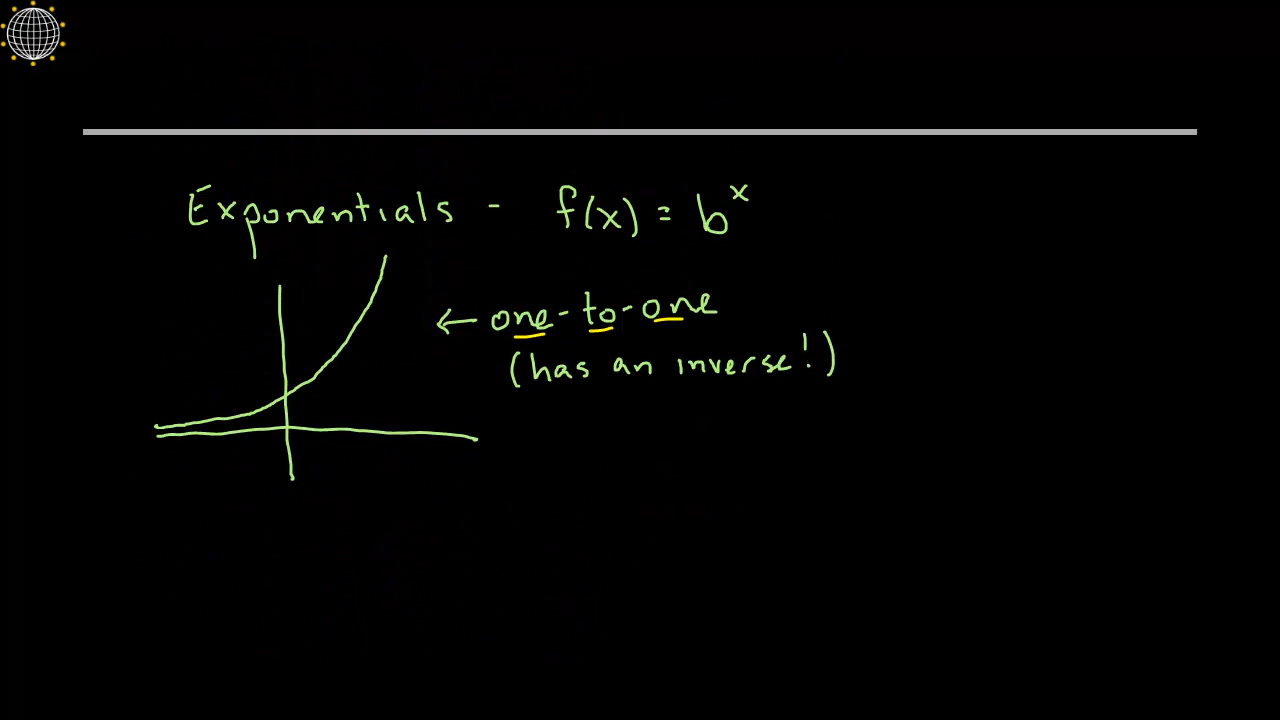 Exponentials - f(x) = b^x
← one-to-one
(has an inverse!)